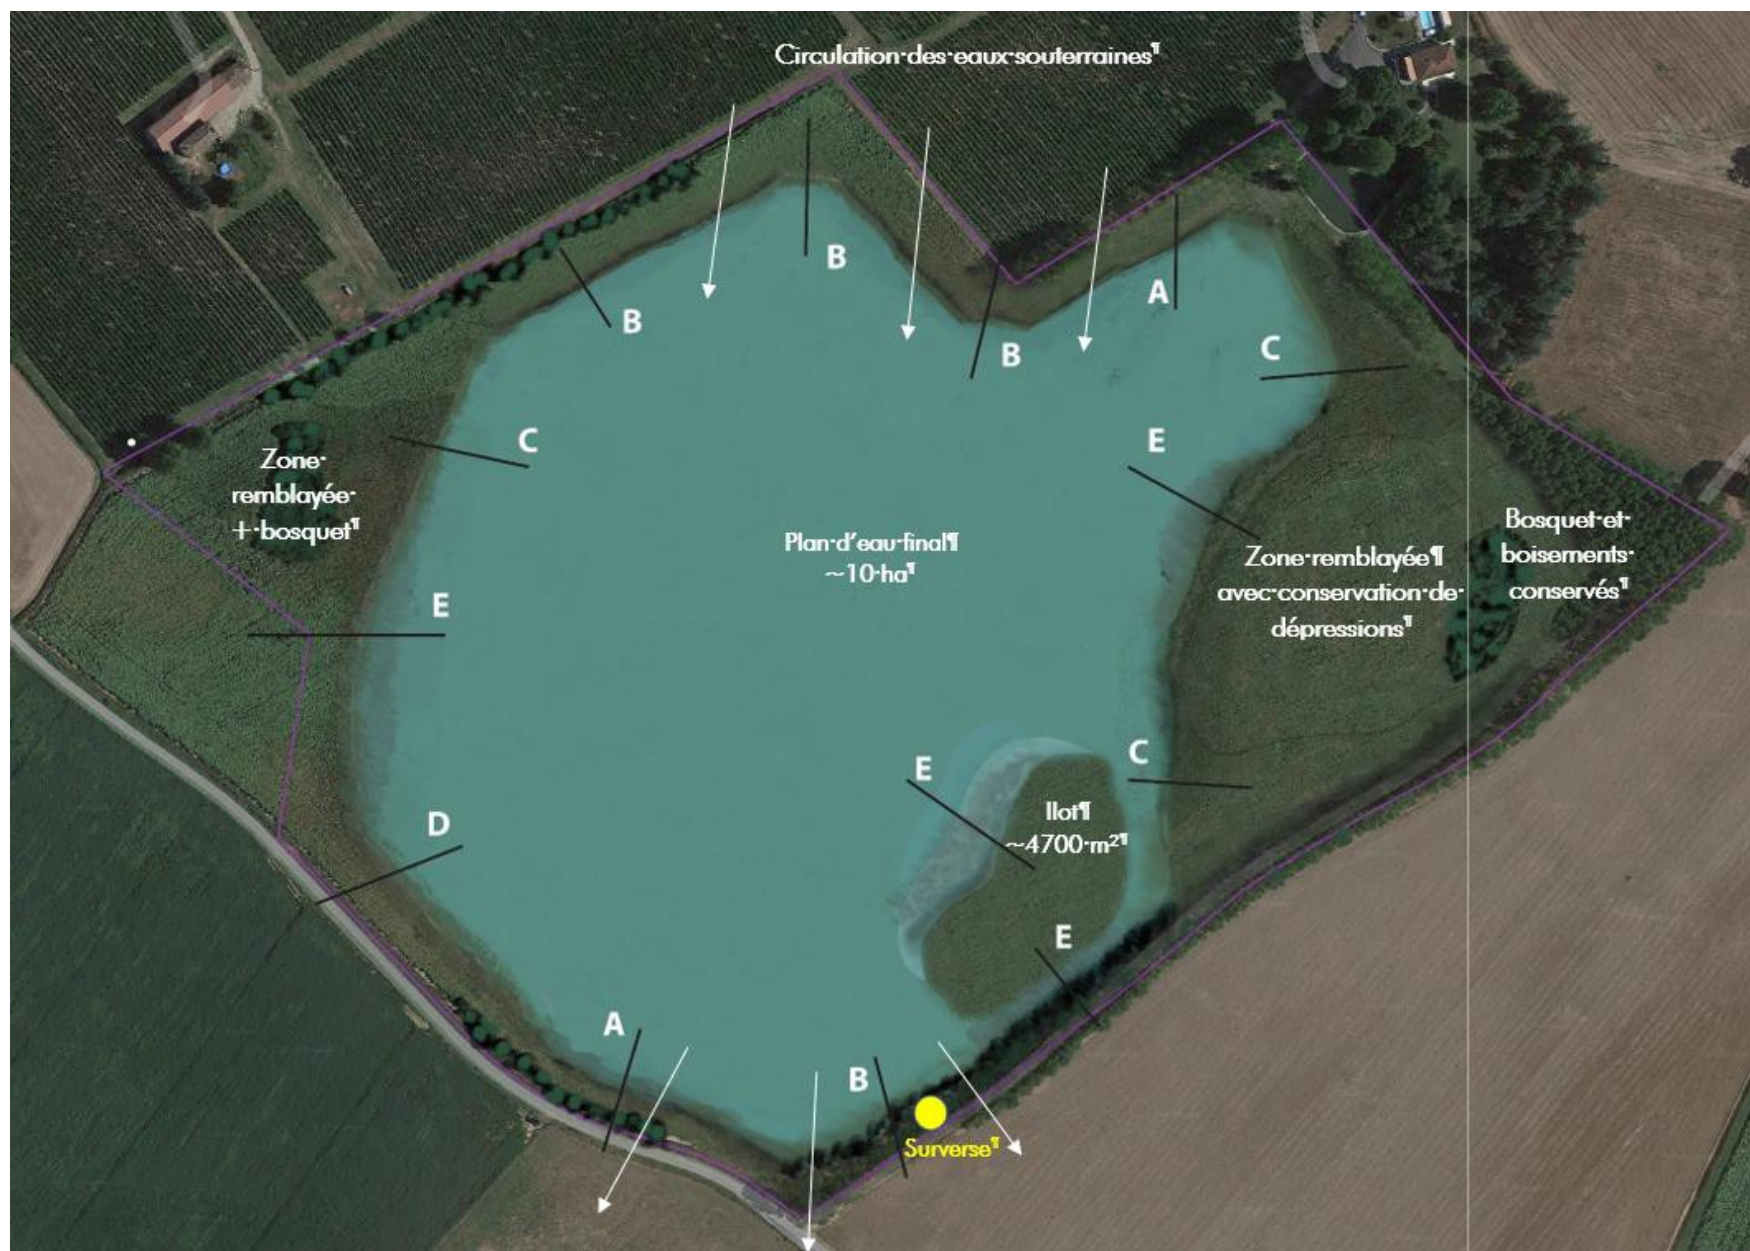 Circulation·des·eaux·souterraines¶
B
B
A
B
C
C
E
Zone·
remblayée·
+·bosquet¶
Plan·d'eau·final¶
~10·ha¶
Bosquet·et·
boisements·
conservés¶
Zone·remblayée¶
avec·conservation·de·
dépressions¶
E
C
E
Ilot¶
~4700·m²¶
D
E
A
B
Surverse¶